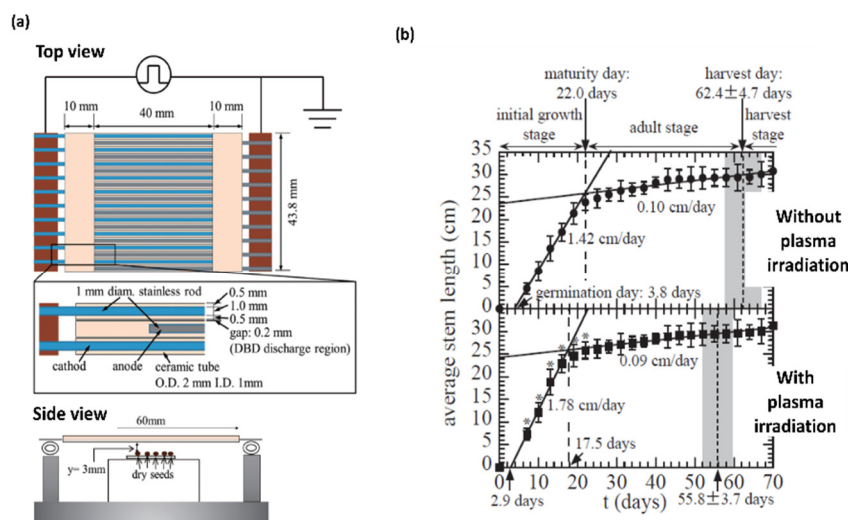 (a)
Top view
10 mm
40 mm
10 mm
43.8 mm
1 mm diam. stainless rod
0.5 mm
1.0 mm
0.5 mm
gap: 0.2 mm
(DBD discharge region)
cathod
anode
ceramic tube
O.D. 2 mm I.D. 1mm
Side view
60mm
y= 3mm
dry seeds
(b)
maturity day:
22.0 days
harvest day:
62.4±4.7 days
initial growth
stage
adult stage
harvest
stage
35
30
25
20
15
10
5
0
0.10 cm/day
1.42 cm/day
germination day: 3.8 days
Without
plasma
irradiation
average stem length (cm)
30
25
20
15
10
5
0
* * * * * *
0.09 cm/day
1.78 cm/day
17.5 days
With
plasma
irradiation
0 10 20 30 40 50 60 70
2.9 days
t (days)
55.8±3.7 days